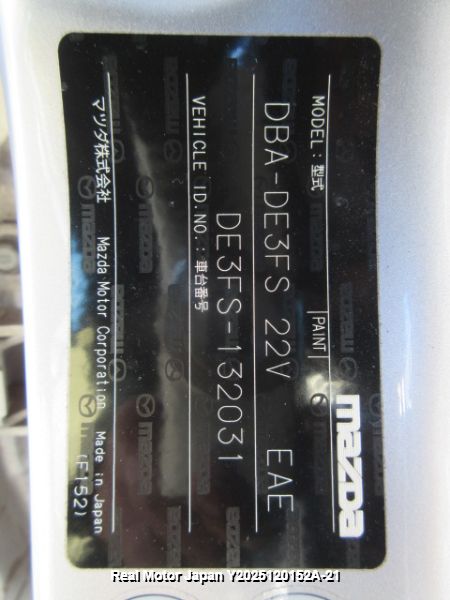 mazda
MODEL:型式 |PAINT|
DBA-DE3FS 22V EAE
VEHICLE ID.NO.:車台番号
DE3FS-132031
マツダ株式会社 Mazda Motor Corporation Made in Japan
(F152)
Real Motor Japan Y2025120152A-21